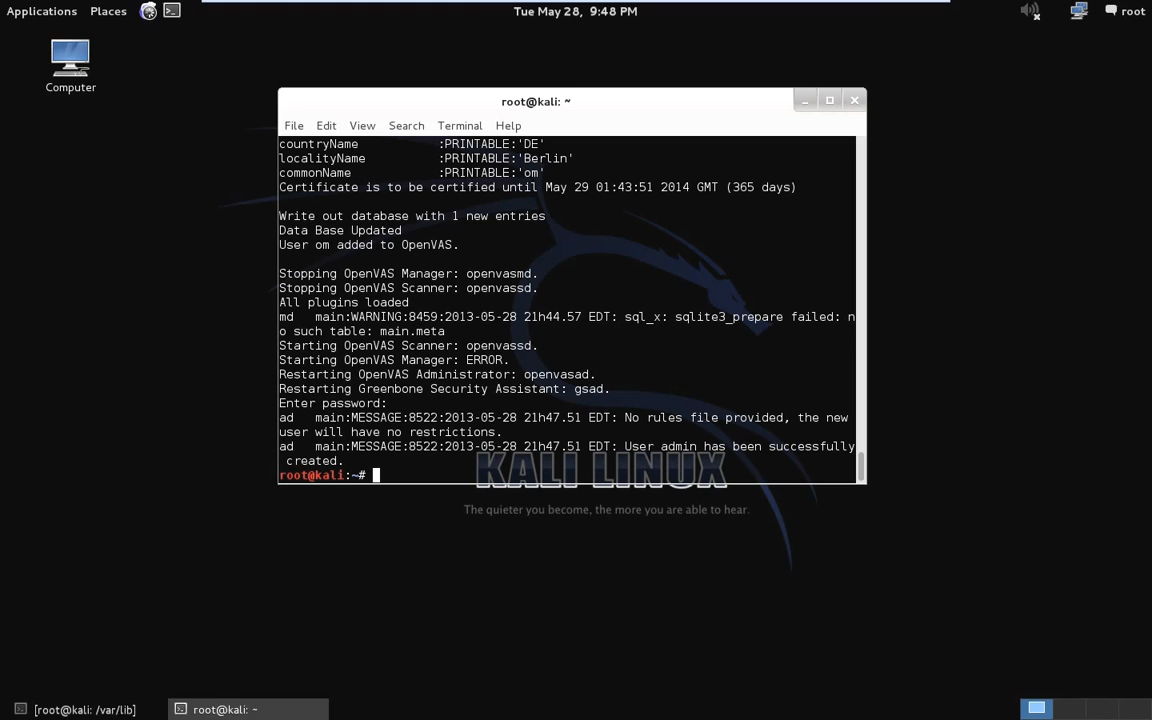 Applications Places Tue May 28, 9:48 PM root
Computer
root@kali: ~
File Edit View Search Terminal Help
countryName :PRINTABLE:'DE'
localityName :PRINTABLE:'Berlin'
commonName :PRINTABLE:'om'
Certificate is to be certified until May 29 01:43:51 2014 GMT (365 days)
Write out database with 1 new entries
Data Base Updated
User om added to OpenVAS.
Stopping OpenVAS Manager: openvasmd.
Stopping OpenVAS Scanner: openvassd.
All plugins loaded
md main:WARNING:8459:2013-05-28 21h44.57 EDT: sql_x: sqlite3_prepare failed: n
o such table: main.meta
Starting OpenVAS Scanner: openvassd.
Starting OpenVAS Manager: ERROR.
Restarting OpenVAS Administrator: openvasad.
Restarting Greenbone Security Assistant: gsad.
Enter password:
ad main:MESSAGE:8522:2013-05-28 21h47.51 EDT: No rules file provided, the new
user will have no restrictions.
ad main:MESSAGE:8522:2013-05-28 21h47.51 EDT: User admin has been successfully
created.
root@kali:~#
KALI LINUX
The quieter you become, the more you are able to hear.
[root@kali: /var/lib] root@kali: ~